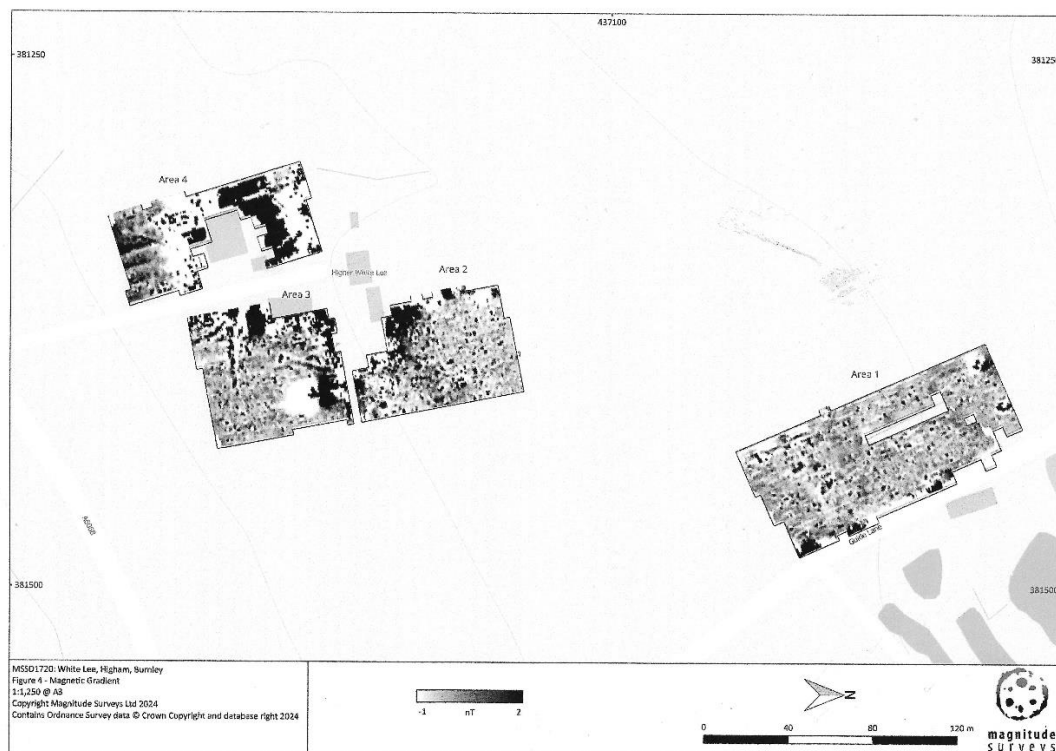 437100
381250
381250
Area 4
Higher White Lee
Area 2
Area 3
Area 1
A6068
Guide Lane
381500
381500
MSSD1720: White Lee, Higham, Burnley
Figure 4 - Magnetic Gradient
1:1,250 @ A3
Copyright Magnitude Surveys Ltd 2024
Contains Ordnance Survey data © Crown Copyright and database right 2024
-1 nT 2
N
0 40 80 120 m
magnitude
surveys